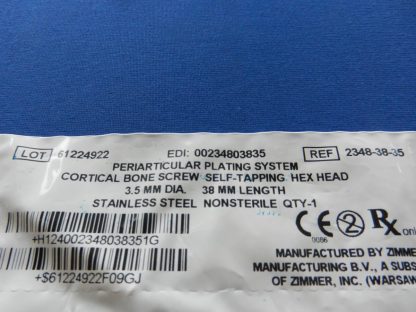 LOT 61224922 EDI: 00234803835 REF 2348-38-35
PERIARTICULAR PLATING SYSTEM
CORTICAL BONE SCREW SELF-TAPPING HEX HEAD
3.5 MM DIA. 38 MM LENGTH
STAINLESS STEEL NONSTERILE QTY-1
+H124002348038351G
CE 0086 2 Rx only
+$61224922F09GJ
MANUFACTURED BY ZIMMER
MANUFACTURING B.V., A SUBS
OF ZIMMER, INC. (WARSAW